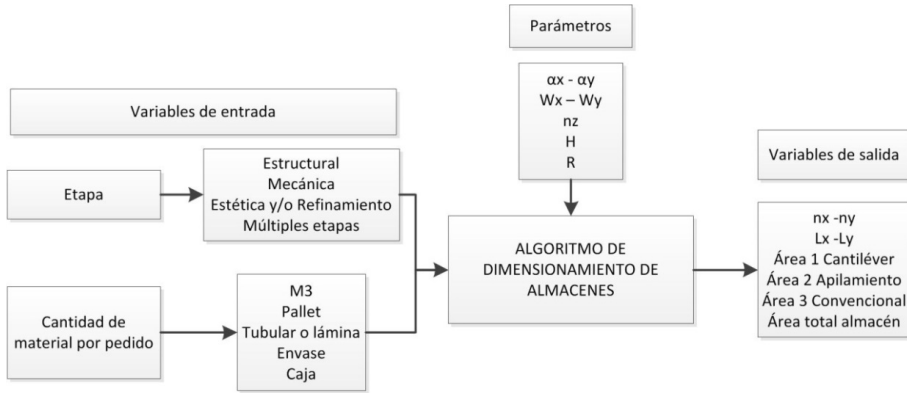 Parámetros
αx - αy
Wx – Wy
nz
H
R
Variables de entrada
Etapa
Estructural
Mecánica
Estética y/o Refinamiento
Múltiples etapas
Cantidad de
material por pedido
M3
Pallet
Tubular o lámina
Envase
Caja
ALGORITMO DE
DIMENSIONAMIENTO DE
ALMACENES
Variables de salida
nx -ny
Lx -Ly
Área 1 Cantiléver
Área 2 Apilamiento
Área 3 Convencional
Área total almacén